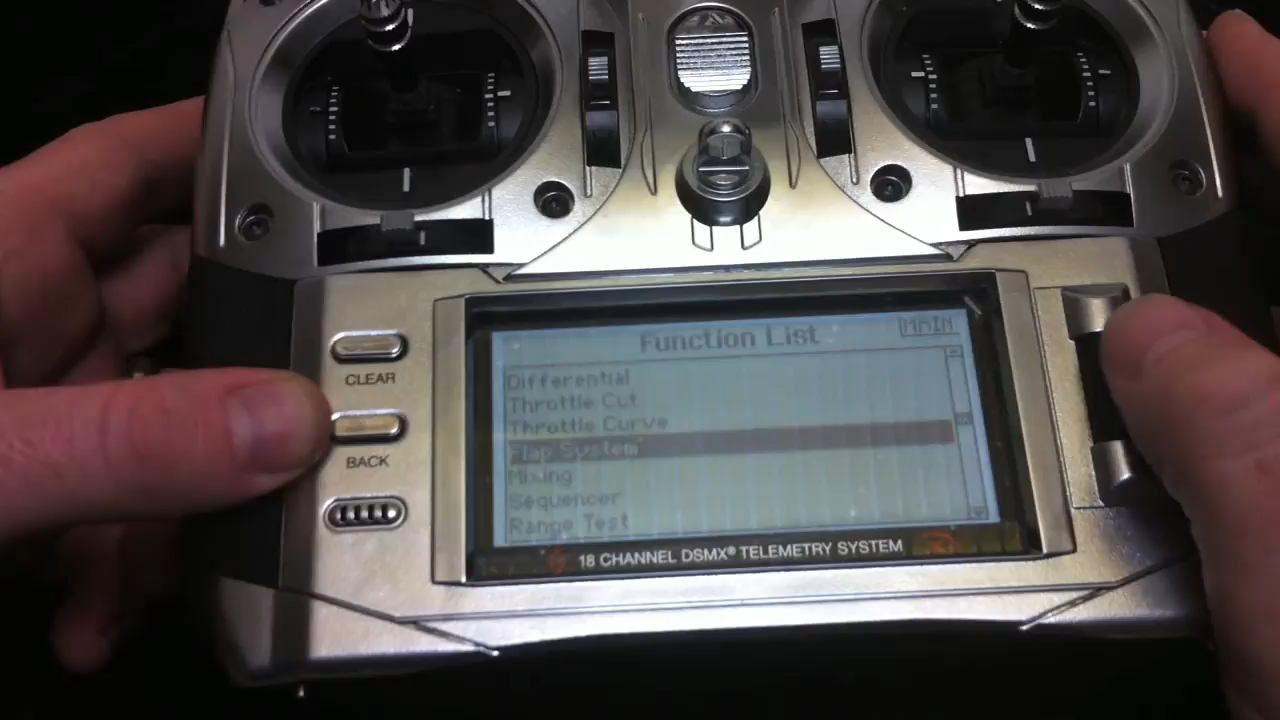 Function List
MAIN
Differential
Throttle Cut
Throttle Curve
Flap System
Mixing
Sequencer
Range Test
CLEAR
BACK
18 CHANNEL DSMX® TELEMETRY SYSTEM